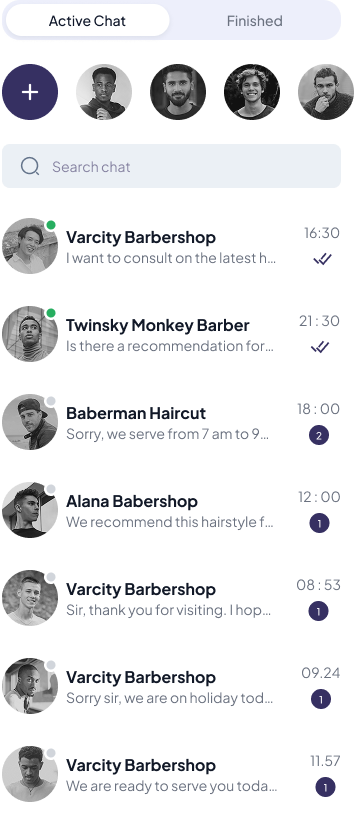 Active Chat Finished
Search chat
Varcity Barbershop 16:30
I want to consult on the latest h...
Twinsky Monkey Barber 21 : 30
Is there a recommendation for...
Baberman Haircut 18 : 00
Sorry, we serve from 7 am to 9... 2
Alana Babershop 12 : 00
We recommend this hairstyle f... 1
Varcity Barbershop 08 : 53
Sir, thank you for visiting. I hop... 1
Varcity Barbershop 09.24
Sorry sir, we are on holiday tod... 1
Varcity Barbershop 11.57
We are ready to serve you toda... 1